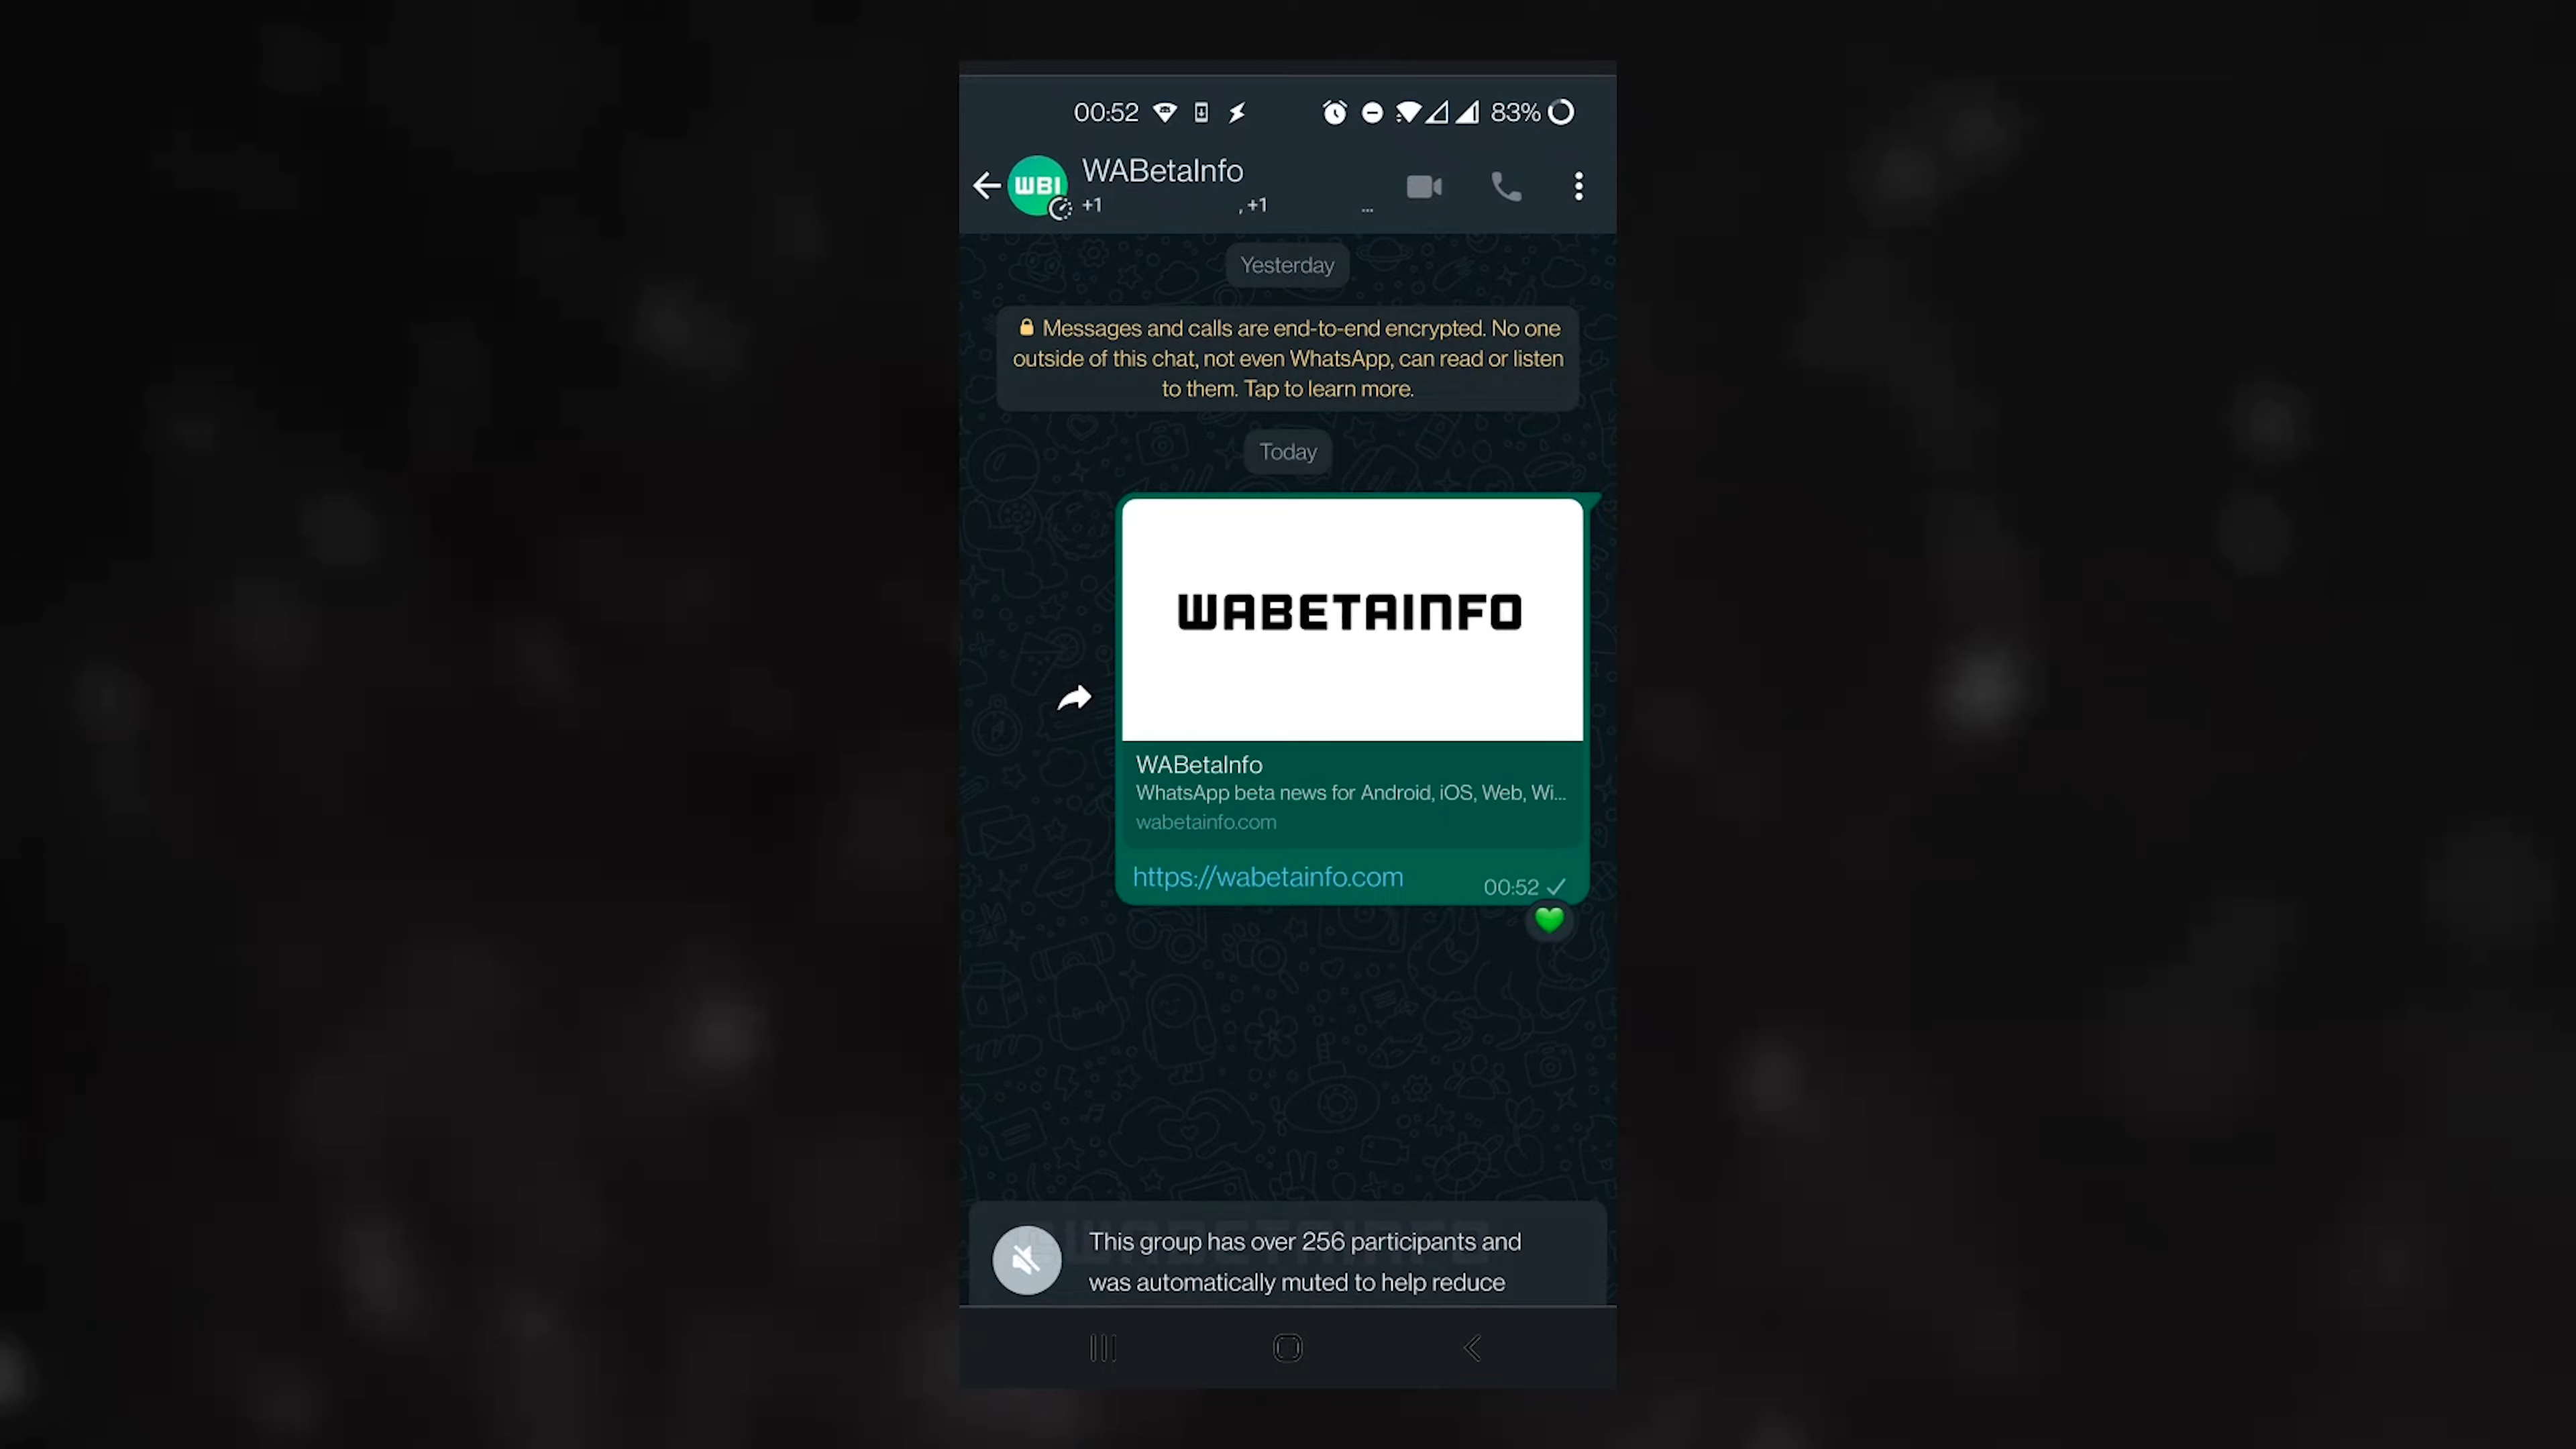 00:52
83%
WBI
WABetaInfo
+1 , +1 ...
Yesterday
Messages and calls are end-to-end encrypted. No one
outside of this chat, not even WhatsApp, can read or listen
to them. Tap to learn more.
Today
WABETAINFO
WABetaInfo
WhatsApp beta news for Android, iOS, Web, Wi...
wabetainfo.com
https://wabetainfo.com
00:52
WABETAINFO
This group has over 256 participants and
was automatically muted to help reduce